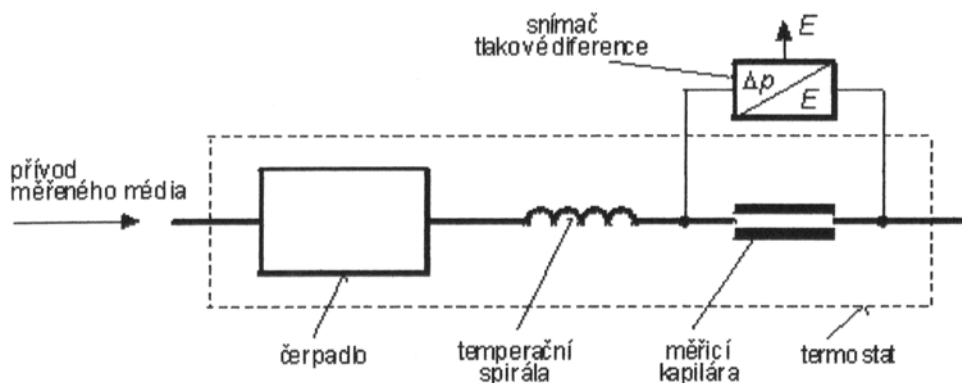 snímač
tlakové diference
E
Δp
E
přívod
měřeného média
čerpadlo
temperační
spirála
měřicí
kapilára
termostat